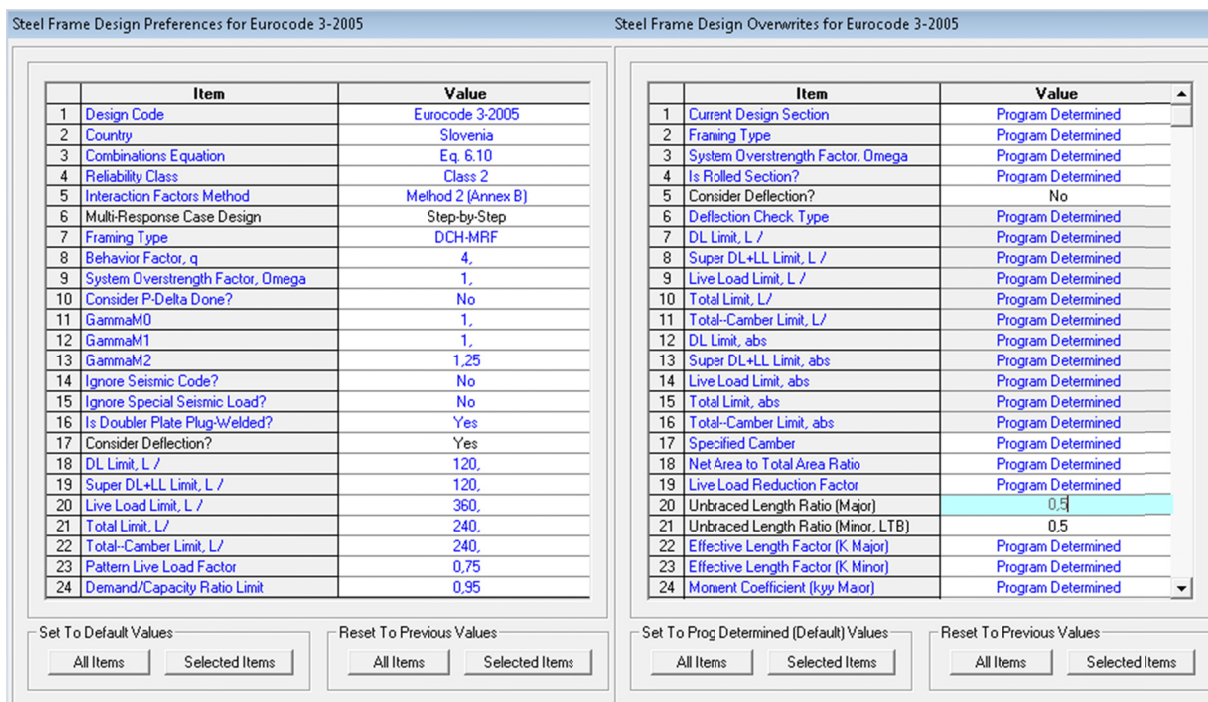 Steel Frame Design Preferences for Eurocode 3-2005
Item Value
1 Design Code Eurocode 3-2005
2 Country Slovenia
3 Combinations Equation Eq. 6.10
4 Reliability Class Class 2
5 Interaction Factors Method Method 2 (Annex B)
6 Multi-Response Case Design Step-by-Step
7 Framing Type DCH-MRF
8 Behavior Factor, q 4,
9 System Overstrength Factor, Omega 1,
10 Consider P-Delta Done? No
11 GammaM0 1,
12 GammaM1 1,
13 GammaM2 1,25
14 Ignore Seismic Code? No
15 Ignore Special Seismic Load? No
16 Is Doubler Plate Plug-Welded? Yes
17 Consider Deflection? Yes
18 DL Limit, L / 120,
19 Super DL+LL Limit, L / 120,
20 Live Load Limit, L / 360,
21 Total Limit, L/ 240,
22 Total--Camber Limit, L/ 240,
23 Pattern Live Load Factor 0,75
24 Demand/Capacity Ratio Limit 0,95
Set To Default Values
All Items Selected Items
Reset To Previous Values
All Items Selected Items
Steel Frame Design Overwrites for Eurocode 3-2005
Item Value
1 Current Design Section Program Determined
2 Framing Type Program Determined
3 System Overstrength Factor, Omega Program Determined
4 Is Rolled Section? Program Determined
5 Consider Deflection? No
6 Deflection Check Type Program Determined
7 DL Limit, L / Program Determined
8 Super DL+LL Limit, L / Program Determined
9 Live Load Limit, L / Program Determined
10 Total Limit, L/ Program Determined
11 Total--Camber Limit, L/ Program Determined
12 DL Limit, abs Program Determined
13 Super DL+LL Limit, abs Program Determined
14 Live Load Limit, abs Program Determined
15 Total Limit, abs Program Determined
16 Total--Camber Limit, abs Program Determined
17 Specified Camber Program Determined
18 Net Area to Total Area Ratio Program Determined
19 Live Load Reduction Factor Program Determined
20 Unbraced Length Ratio (Major) 0,5
21 Unbraced Length Ratio (Minor, LTB) 0,5
22 Effective Length Factor (K Major) Program Determined
23 Effective Length Factor (K Minor) Program Determined
24 Moment Coefficient (kyy Maor) Program Determined
Set To Prog Determined (Default) Values
All Items Selected Items
Reset To Previous Values
All Items Selected Items